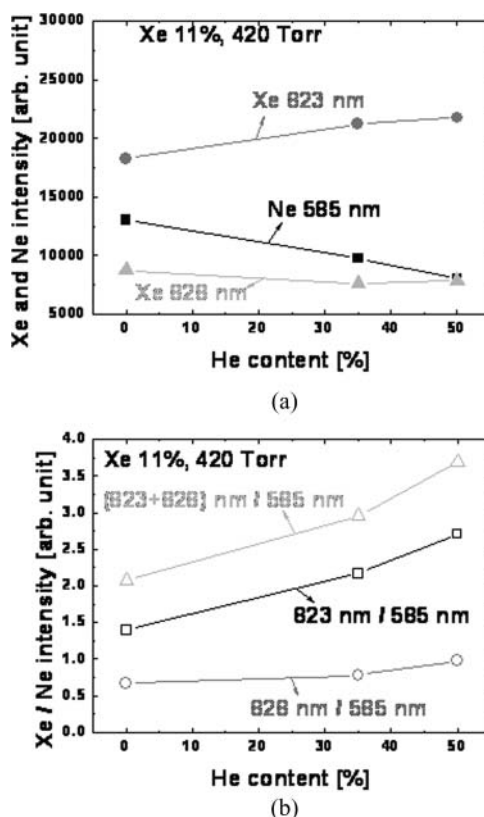 Xe 11%, 420 Torr
Xe and Ne intensity [arb. unit]
30000
25000
20000
15000
10000
5000
Xe 823 nm
Ne 585 nm
Xe 828 nm
0
10
20
30
40
50
He content [%]
(a)
Xe 11%, 420 Torr
Xe / Ne intensity [arb. unit]
4.0
3.5
3.0
2.5
2.0
1.5
1.0
0.5
0.0
(823+828) nm / 585 nm
823 nm / 585 nm
828 nm / 585 nm
0
10
20
30
40
50
He content [%]
(b)